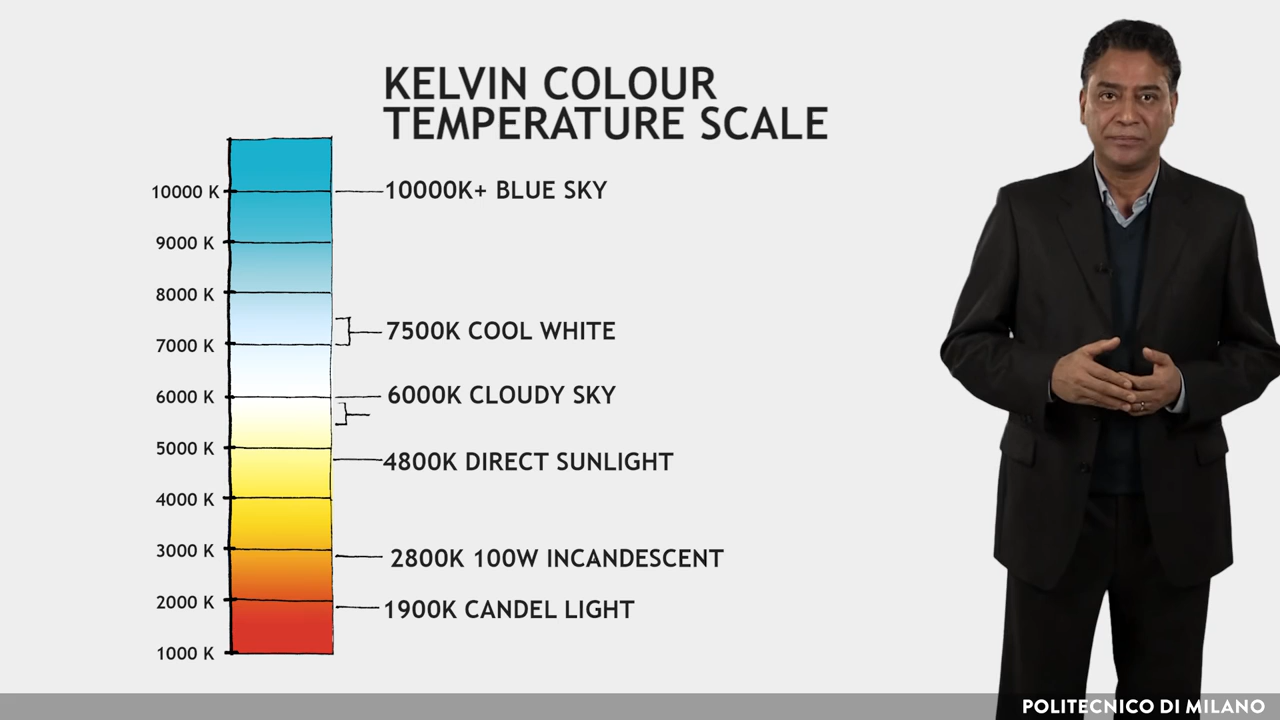 KELVIN COLOUR
TEMPERATURE SCALE
10000 K
10000K+ BLUE SKY
9000 K
8000 K
7500K COOL WHITE
7000 K
6000 K
6000K CLOUDY SKY
5000 K
4800K DIRECT SUNLIGHT
4000 K
3000 K
2800K 100W INCANDESCENT
2000 K
1900K CANDEL LIGHT
1000 K
POLITECNICO DI MILANO